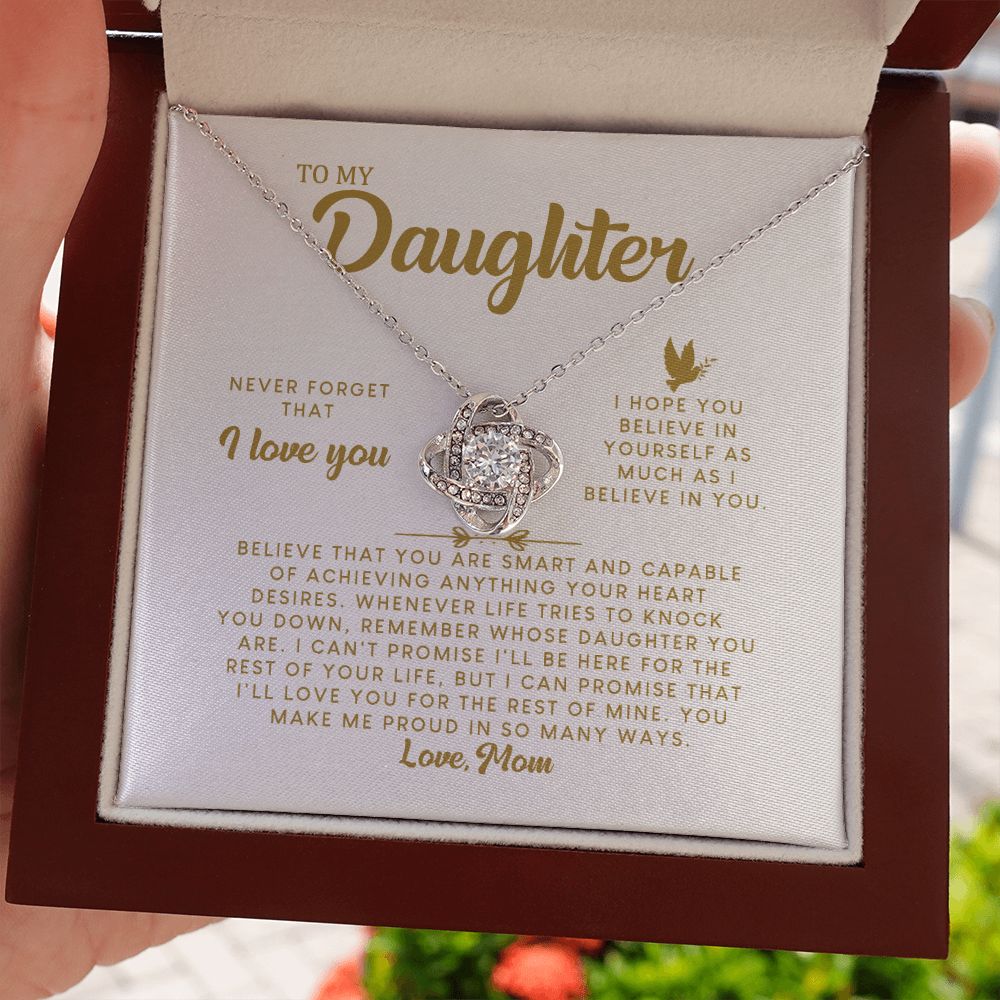 TO MY
Daughter
NEVER FORGET
THAT
I love you
I HOPE YOU
BELIEVE IN
YOURSELF AS
MUCH AS I
BELIEVE IN YOU.
BELIEVE THAT YOU ARE SMART AND CAPABLE
OF ACHIEVING ANYTHING YOUR HEART
DESIRES. WHENEVER LIFE TRIES TO KNOCK
YOU DOWN, REMEMBER WHOSE DAUGHTER YOU
ARE. I CAN'T PROMISE I'LL BE HERE FOR THE
REST OF YOUR LIFE, BUT I CAN PROMISE THAT
I'LL LOVE YOU FOR THE REST OF MINE. YOU
MAKE ME PROUD IN SO MANY WAYS.
Love, Mom